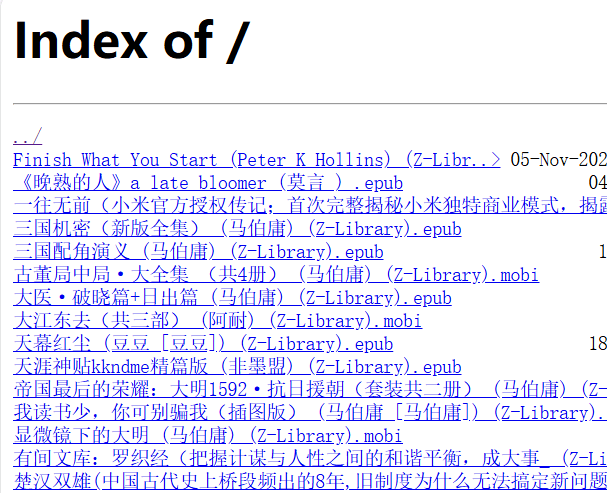 Index of /
../
Finish What You Start (Peter K Hollins) (Z-Libr..> 05-Nov-202
《晚熟的人》a late bloomer (莫言 ) .epub 04
一往无前（小米官方授权传记；首次完整揭秘小米独特商业模式，揭露
三国机密（新版全集） (马伯庸) (Z-Library).epub
三国配角演义 (马伯庸) (Z-Library).epub 1
古董局中局·大全集 （共4册） (马伯庸) (Z-Library).mobi
大医·破晓篇+日出篇 (马伯庸) (Z-Library).epub
大江东去（共三部） (阿耐) (Z-Library).mobi
天幕红尘 (豆豆 [豆豆]) (Z-Library).epub 18
天涯神贴kkndme精篇版 (非墨盟) (Z-Library).epub
帝国最后的荣耀：大明1592·抗日援朝（套装共二册） (马伯庸) (Z-
我读书少，你可别骗我（插图版） (马伯庸 [马伯庸]) (Z-Library).
显微镜下的大明 (马伯庸) (Z-Library).mobi
有间文库：罗织经（把握计谋与人性之间的和谐平衡，成大事_ (Z-Li
楚汉双雄(中国古代史上桥段频出的8年,旧制度为什么无法搞定新问题